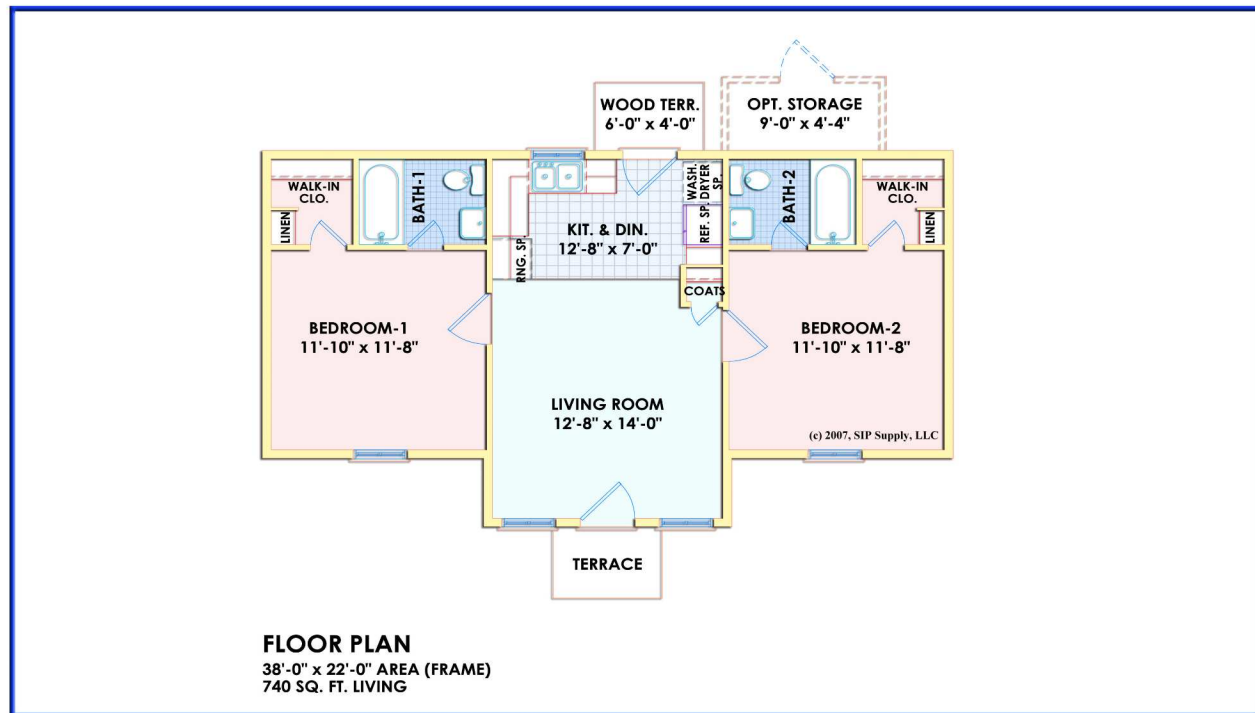 WOOD TERR.
6'-0" x 4'-0"
OPT. STORAGE
9'-0" x 4'-4"
WALK-IN
CLO.
LINEN
BATH-1
KIT. & DIN.
12'-8" x 7'-0"
RNG. SP.
WASH.
DRYER
SP.
REF. SP.
BATH-2
WALK-IN
CLO.
LINEN
COATS
BEDROOM-1
11'-10" x 11'-8"
BEDROOM-2
11'-10" x 11'-8"
LIVING ROOM
12'-8" x 14'-0"
(c) 2007, SIP Supply, LLC
TERRACE
FLOOR PLAN
38'-0" x 22'-0" AREA (FRAME)
740 SQ. FT. LIVING